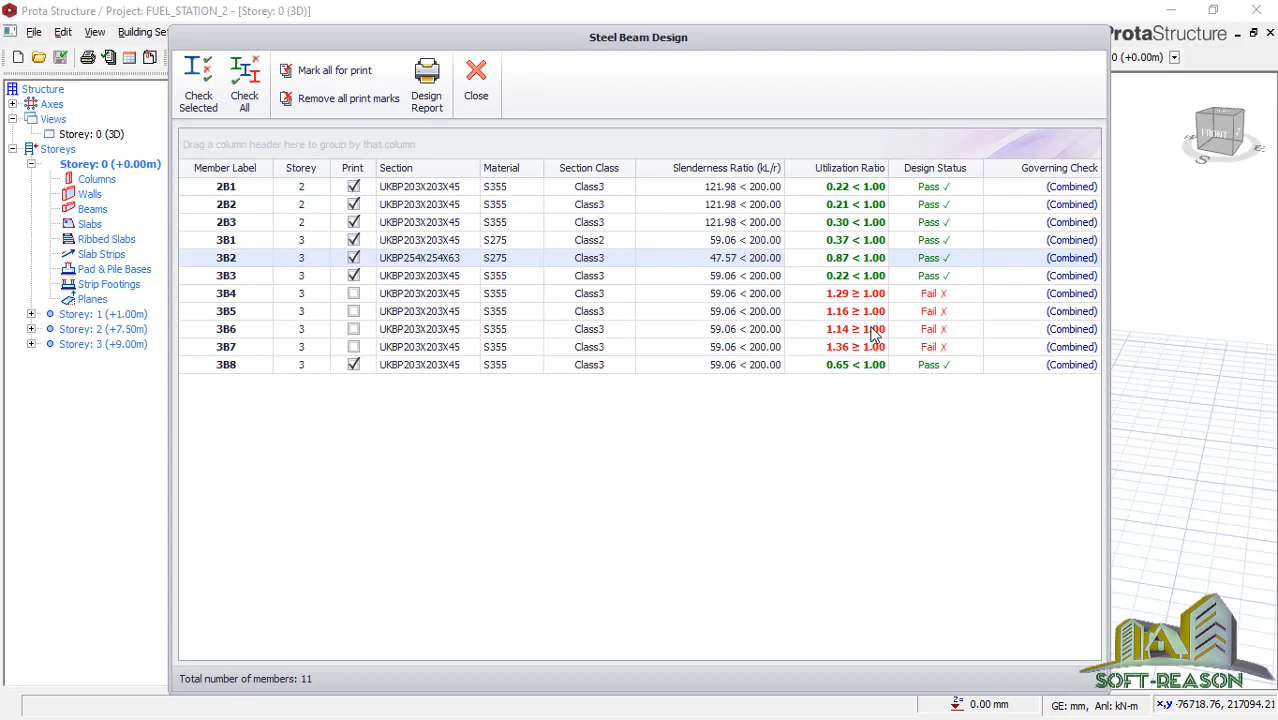 Prota Structure / Project: FUEL_STATION_2 - [Storey: 0 (3D)]
File Edit View Building Se
Steel Beam Design
ProtaStructure
0 (+0.00m)
Check Selected
Check All
Mark all for print
Remove all print marks
Design Report
Close
Drag a column header here to group by that column
Member Label Storey Print Section Material Section Class Slenderness Ratio (kL/r) Utilization Ratio Design Status Governing Check
2B1 2 UKBP203X203X45 S355 Class3 121.98 < 200.00 0.22 < 1.00 Pass ✓ (Combined)
2B2 2 UKBP203X203X45 S355 Class3 121.98 < 200.00 0.21 < 1.00 Pass ✓ (Combined)
2B3 2 UKBP203X203X45 S355 Class3 121.98 < 200.00 0.30 < 1.00 Pass ✓ (Combined)
3B1 3 UKBP203X203X45 S275 Class2 59.06 < 200.00 0.37 < 1.00 Pass ✓ (Combined)
3B2 3 UKBP254X254X63 S275 Class3 47.57 < 200.00 0.87 < 1.00 Pass ✓ (Combined)
3B3 3 UKBP203X203X45 S355 Class3 59.06 < 200.00 0.22 < 1.00 Pass ✓ (Combined)
3B4 3 UKBP203X203X45 S355 Class3 59.06 < 200.00 1.29 ≥ 1.00 Fail ✗ (Combined)
3B5 3 UKBP203X203X45 S355 Class3 59.06 < 200.00 1.16 ≥ 1.00 Fail ✗ (Combined)
3B6 3 UKBP203X203X45 S355 Class3 59.06 < 200.00 1.14 ≥ 1.00 Fail ✗ (Combined)
3B7 3 UKBP203X203X45 S355 Class3 59.06 < 200.00 1.36 ≥ 1.00 Fail ✗ (Combined)
3B8 3 UKBP203X203X45 S355 Class3 59.06 < 200.00 0.65 < 1.00 Pass ✓ (Combined)
Total number of members: 11
Structure
Axes
Views
Storey: 0 (3D)
Storeys
Storey: 0 (+0.00m)
Columns
Walls
Beams
Slabs
Ribbed Slabs
Slab Strips
Pad & Pile Bases
Strip Footings
Planes
Storey: 1 (+1.00m)
Storey: 2 (+7.50m)
Storey: 3 (+9.00m)
FRONT
S
SOFT-REASON
Z= 0.00 mm
GE: mm, Anl: kN-m
x,y -76718.76, 217094.21